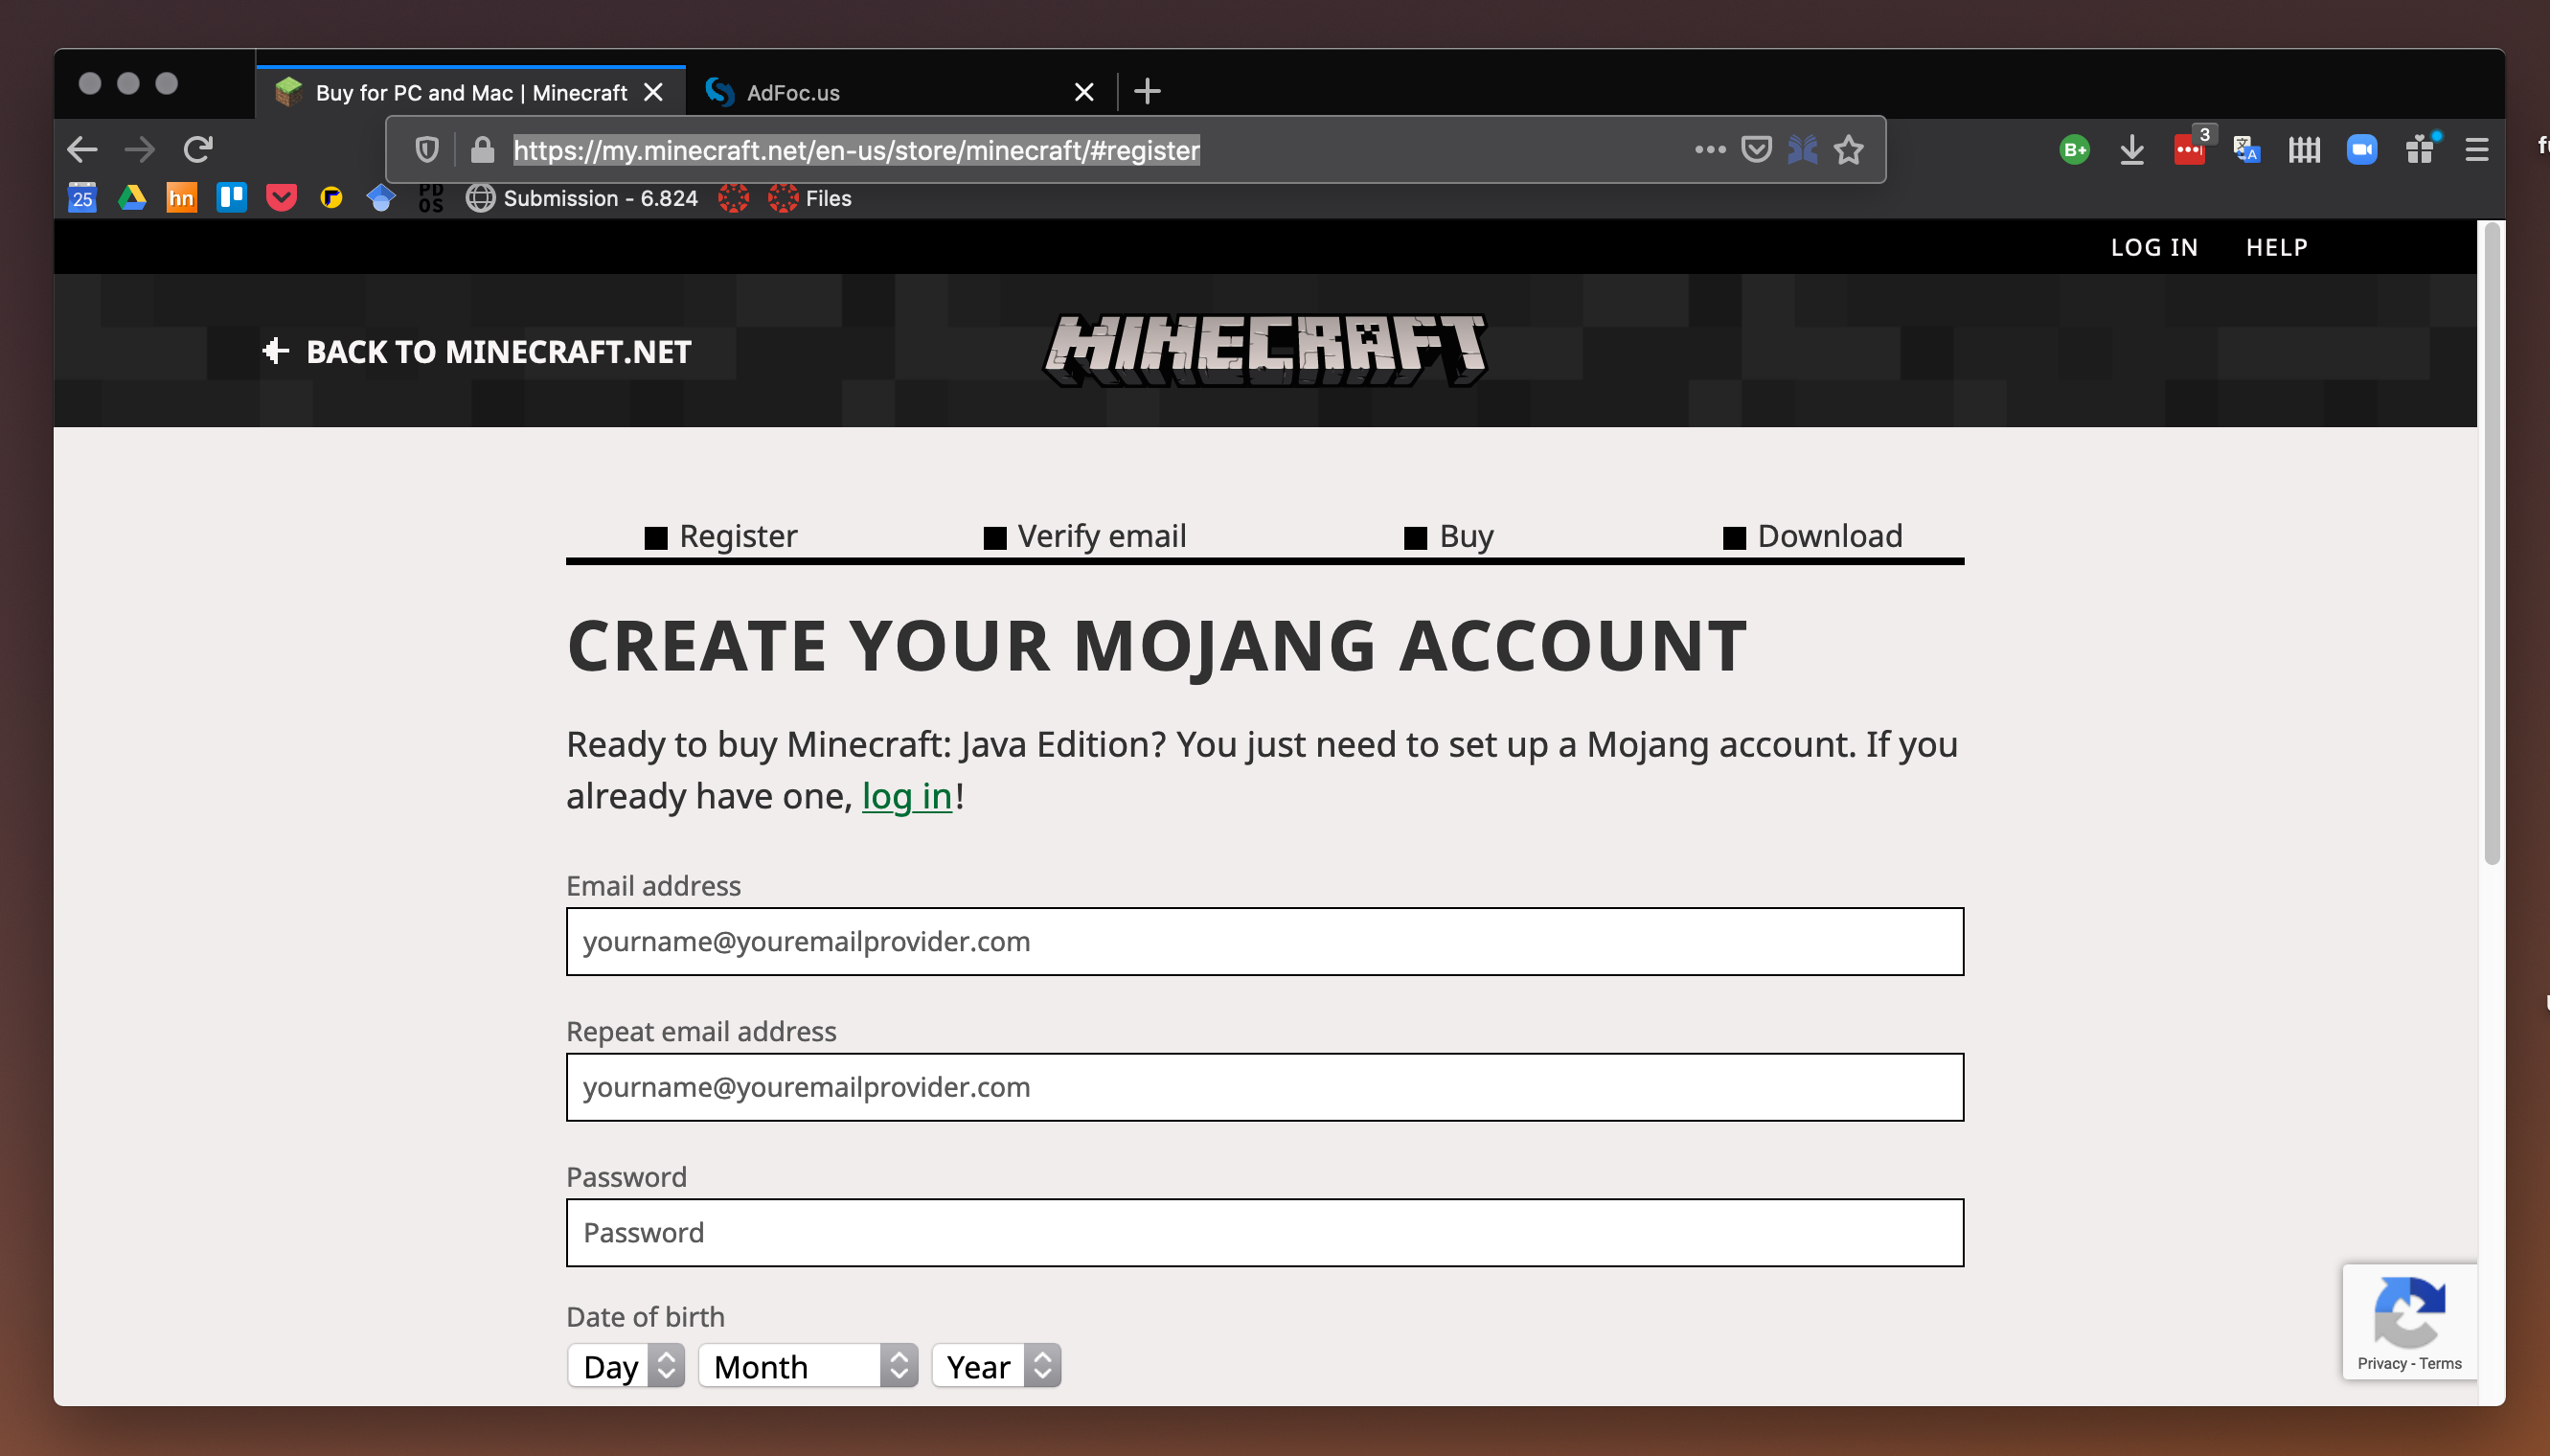 Buy for PC and Mac | Minecraft
AdFoc.us
https://my.minecraft.net/en-us/store/minecraft/#register
B+
3
A
25
hn
PD
OS
Submission - 6.824
Files
LOG IN
HELP
BACK TO MINECRAFT.NET
MINECRAFT
Register
Verify email
Buy
Download
CREATE YOUR MOJANG ACCOUNT
Ready to buy Minecraft: Java Edition? You just need to set up a Mojang account. If you
already have one, log in!
Email address
yourname@youremailprovider.com
Repeat email address
yourname@youremailprovider.com
Password
Password
Date of birth
Day
Month
Year
Privacy - Terms